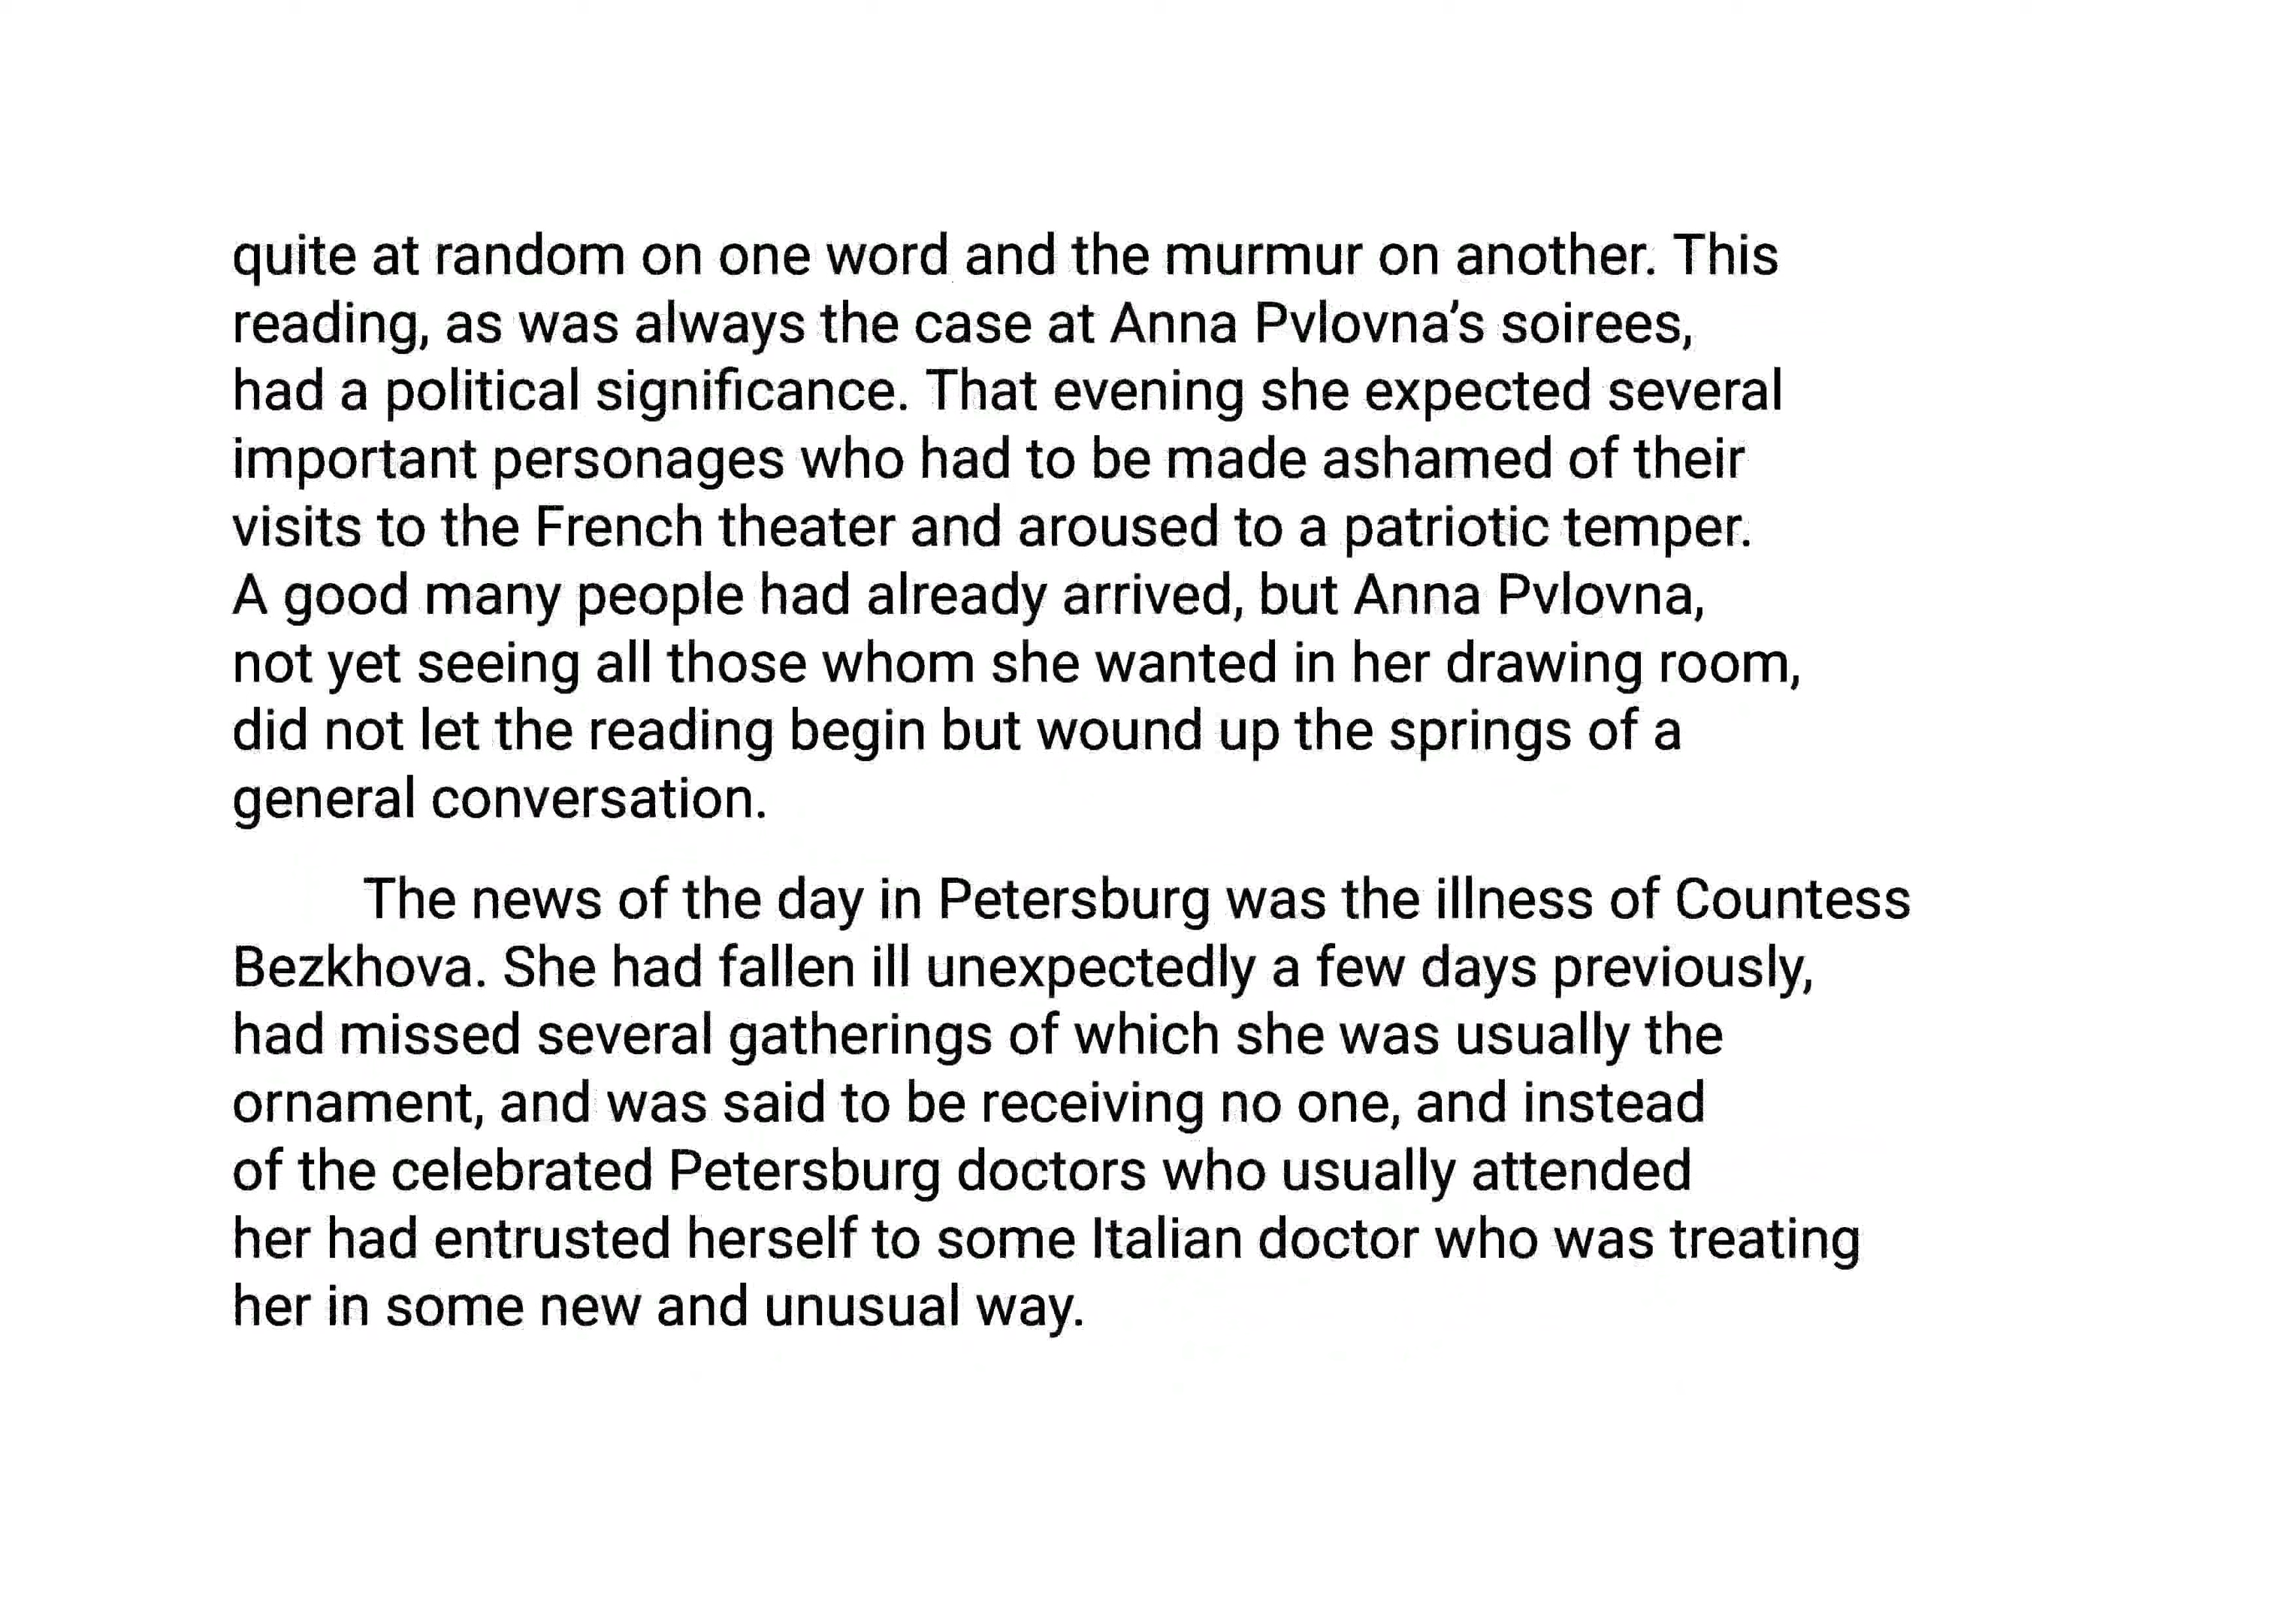 quite at random on one word and the murmur on another. This
reading, as was always the case at Anna Pvlovna's soirees,
had a political significance. That evening she expected several
important personages who had to be made ashamed of their
visits to the French theater and aroused to a patriotic temper.
A good many people had already arrived, but Anna Pvlovna,
not yet seeing all those whom she wanted in her drawing room,
did not let the reading begin but wound up the springs of a
general conversation.
The news of the day in Petersburg was the illness of Countess
Bezkhova. She had fallen ill unexpectedly a few days previously,
had missed several gatherings of which she was usually the
ornament, and was said to be receiving no one, and instead
of the celebrated Petersburg doctors who usually attended
her had entrusted herself to some Italian doctor who was treating
her in some new and unusual way.